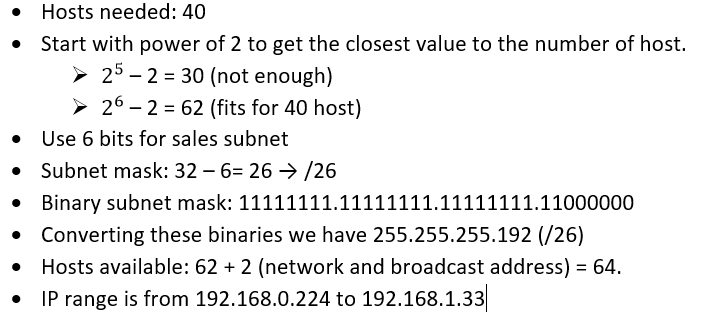 • Hosts needed: 40
• Start with power of 2 to get the closest value to the number of host.
➤ 2⁵ – 2 = 30 (not enough)
➤ 2⁶ – 2 = 62 (fits for 40 host)
• Use 6 bits for sales subnet
• Subnet mask: 32 – 6= 26 → /26
• Binary subnet mask: 11111111.11111111.11111111.11000000
• Converting these binaries we have 255.255.255.192 (/26)
• Hosts available: 62 + 2 (network and broadcast address) = 64.
• IP range is from 192.168.0.224 to 192.168.1.33